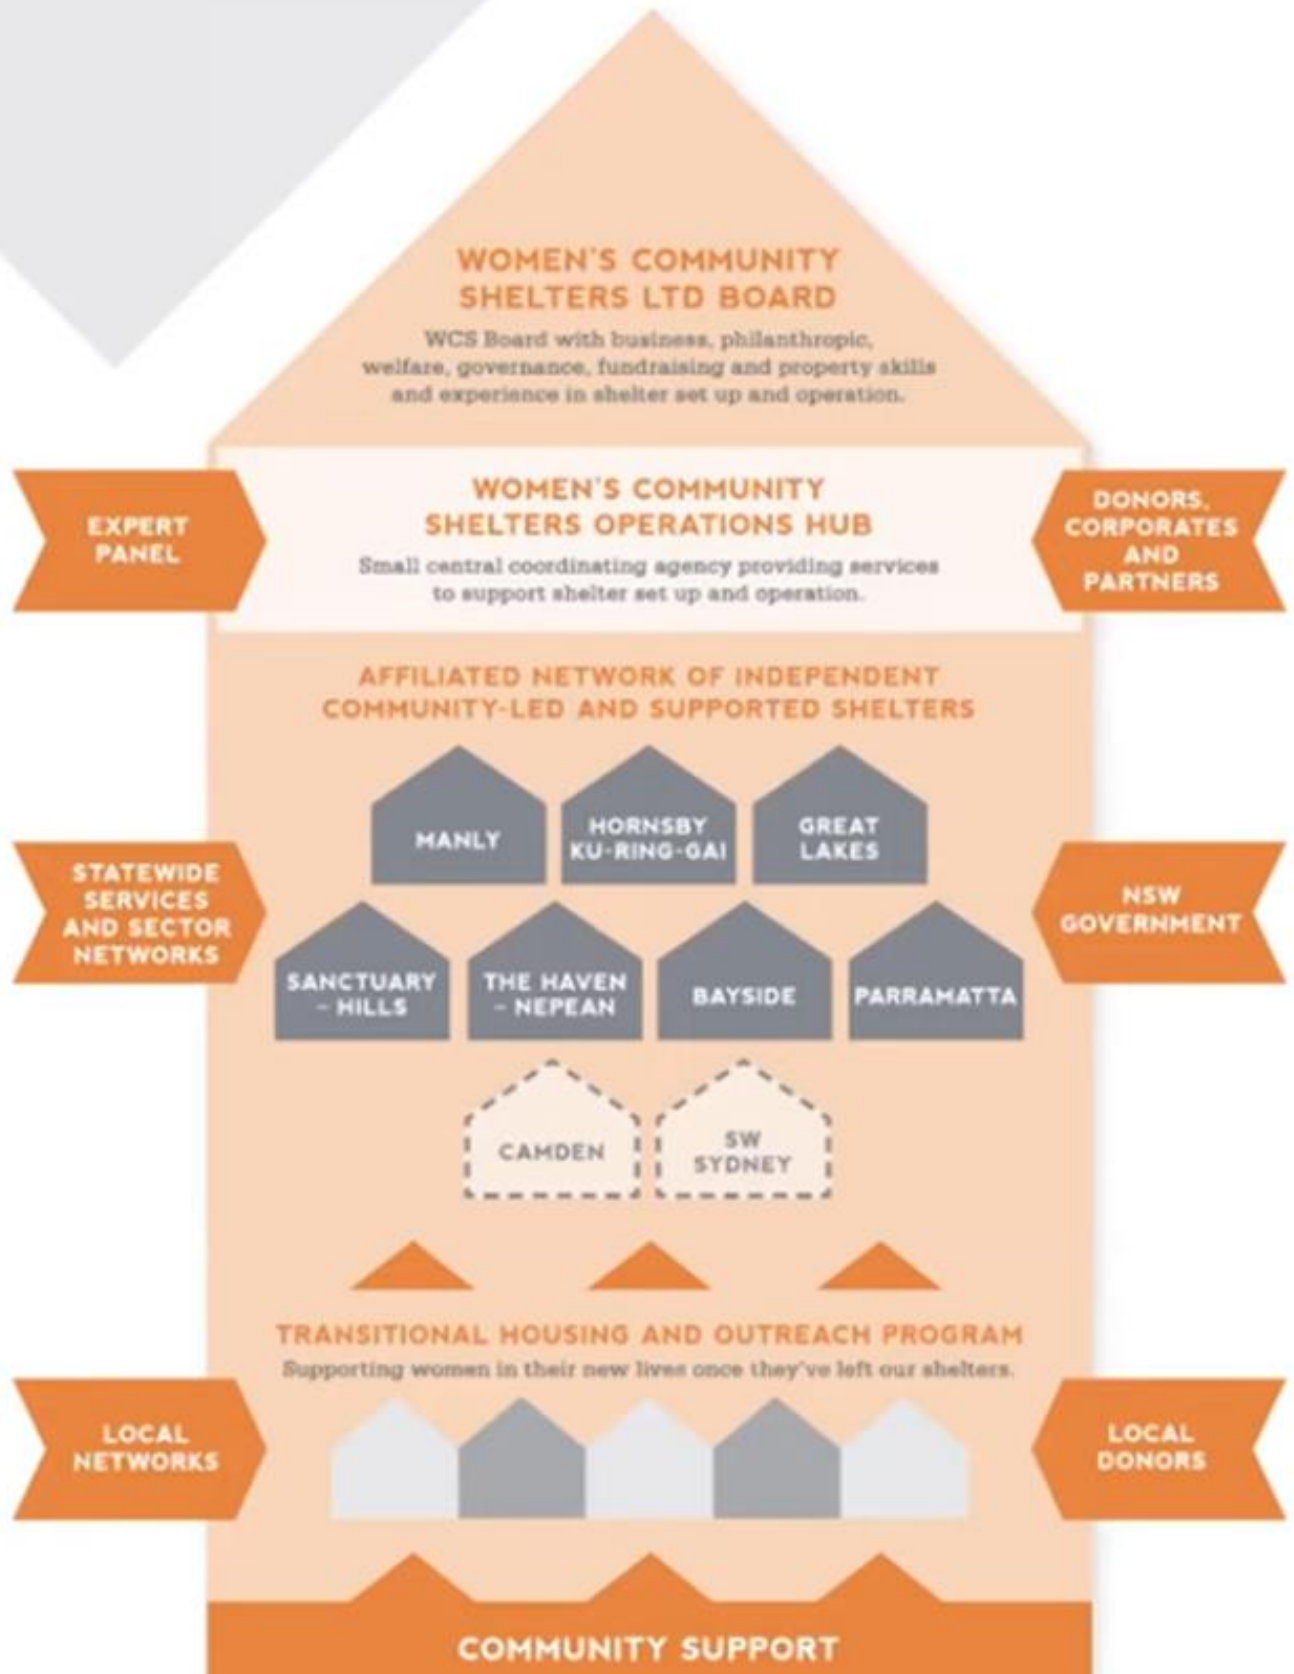 WOMEN'S COMMUNITY
SHELTERS LTD BOARD
WCS Board with business, philanthropic,
welfare, governance, fundraising and property skills
and experience in shelter set up and operation.
EXPERT
PANEL
WOMEN'S COMMUNITY
SHELTERS OPERATIONS HUB
Small central coordinating agency providing services
to support shelter set up and operation.
DONORS,
CORPORATES
AND
PARTNERS
AFFILIATED NETWORK OF INDEPENDENT
COMMUNITY-LED AND SUPPORTED SHELTERS
MANLY
HORNSBY
KU-RING-GAI
GREAT
LAKES
STATEWIDE
SERVICES
AND SECTOR
NETWORKS
NSW
GOVERNMENT
SANCTUARY
– HILLS
THE HAVEN
– NEPEAN
BAYSIDE
PARRAMATTA
CAMDEN
SW
SYDNEY
TRANSITIONAL HOUSING AND OUTREACH PROGRAM
Supporting women in their new lives once they've left our shelters.
LOCAL
NETWORKS
LOCAL
DONORS
COMMUNITY SUPPORT